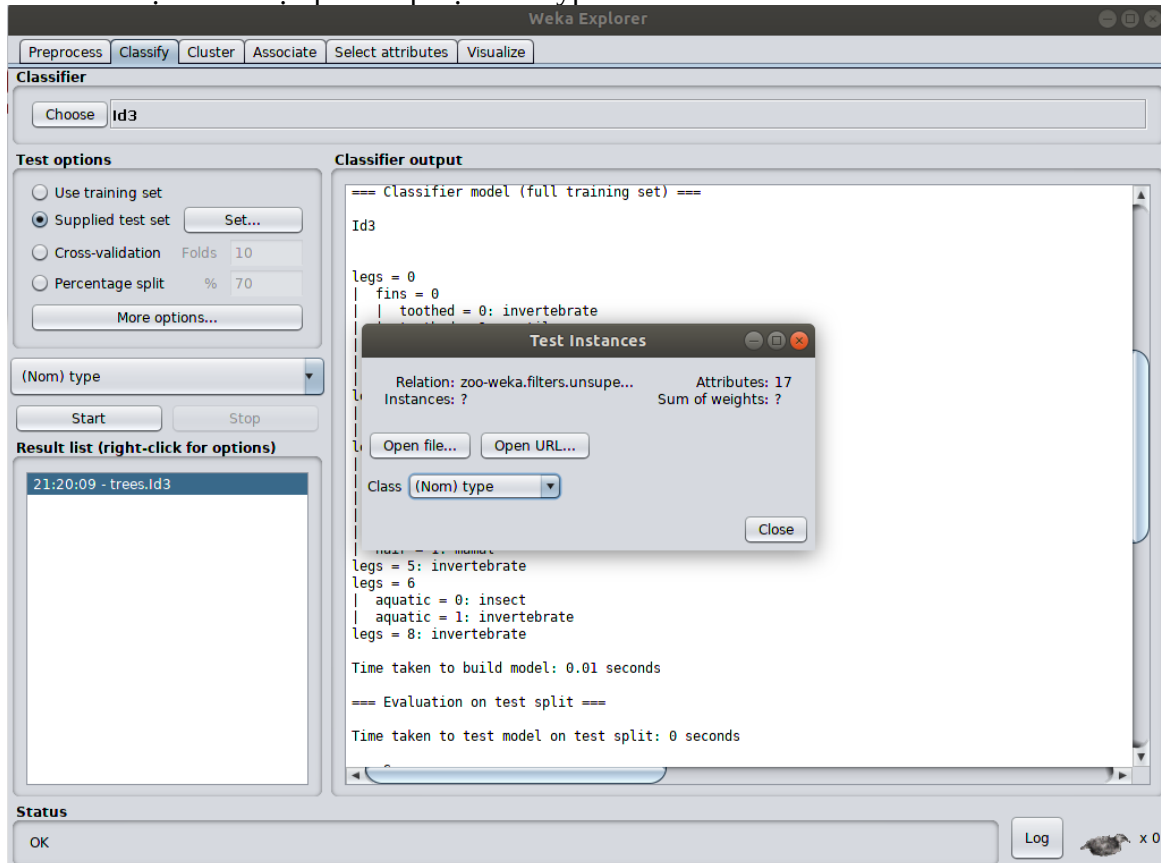 Weka Explorer
Preprocess Classify Cluster Associate Select attributes Visualize
Classifier
Choose Id3
Test options
Use training set
Supplied test set Set...
Cross-validation Folds 10
Percentage split % 70
More options...
(Nom) type
Start Stop
Result list (right-click for options)
21:20:09 - trees.Id3
Classifier output
=== Classifier model (full training set) ===
Id3
legs = 0
| fins = 0
| | toothed = 0: invertebrate
Test Instances
Relation: zoo-weka.filters.unsupe... Attributes: 17
Instances: ? Sum of weights: ?
Open file... Open URL...
Class (Nom) type
Close
legs = 5: invertebrate
legs = 6
| aquatic = 0: insect
| aquatic = 1: invertebrate
legs = 8: invertebrate
Time taken to build model: 0.01 seconds
=== Evaluation on test split ===
Time taken to test model on test split: 0 seconds
Status
OK
Log x 0